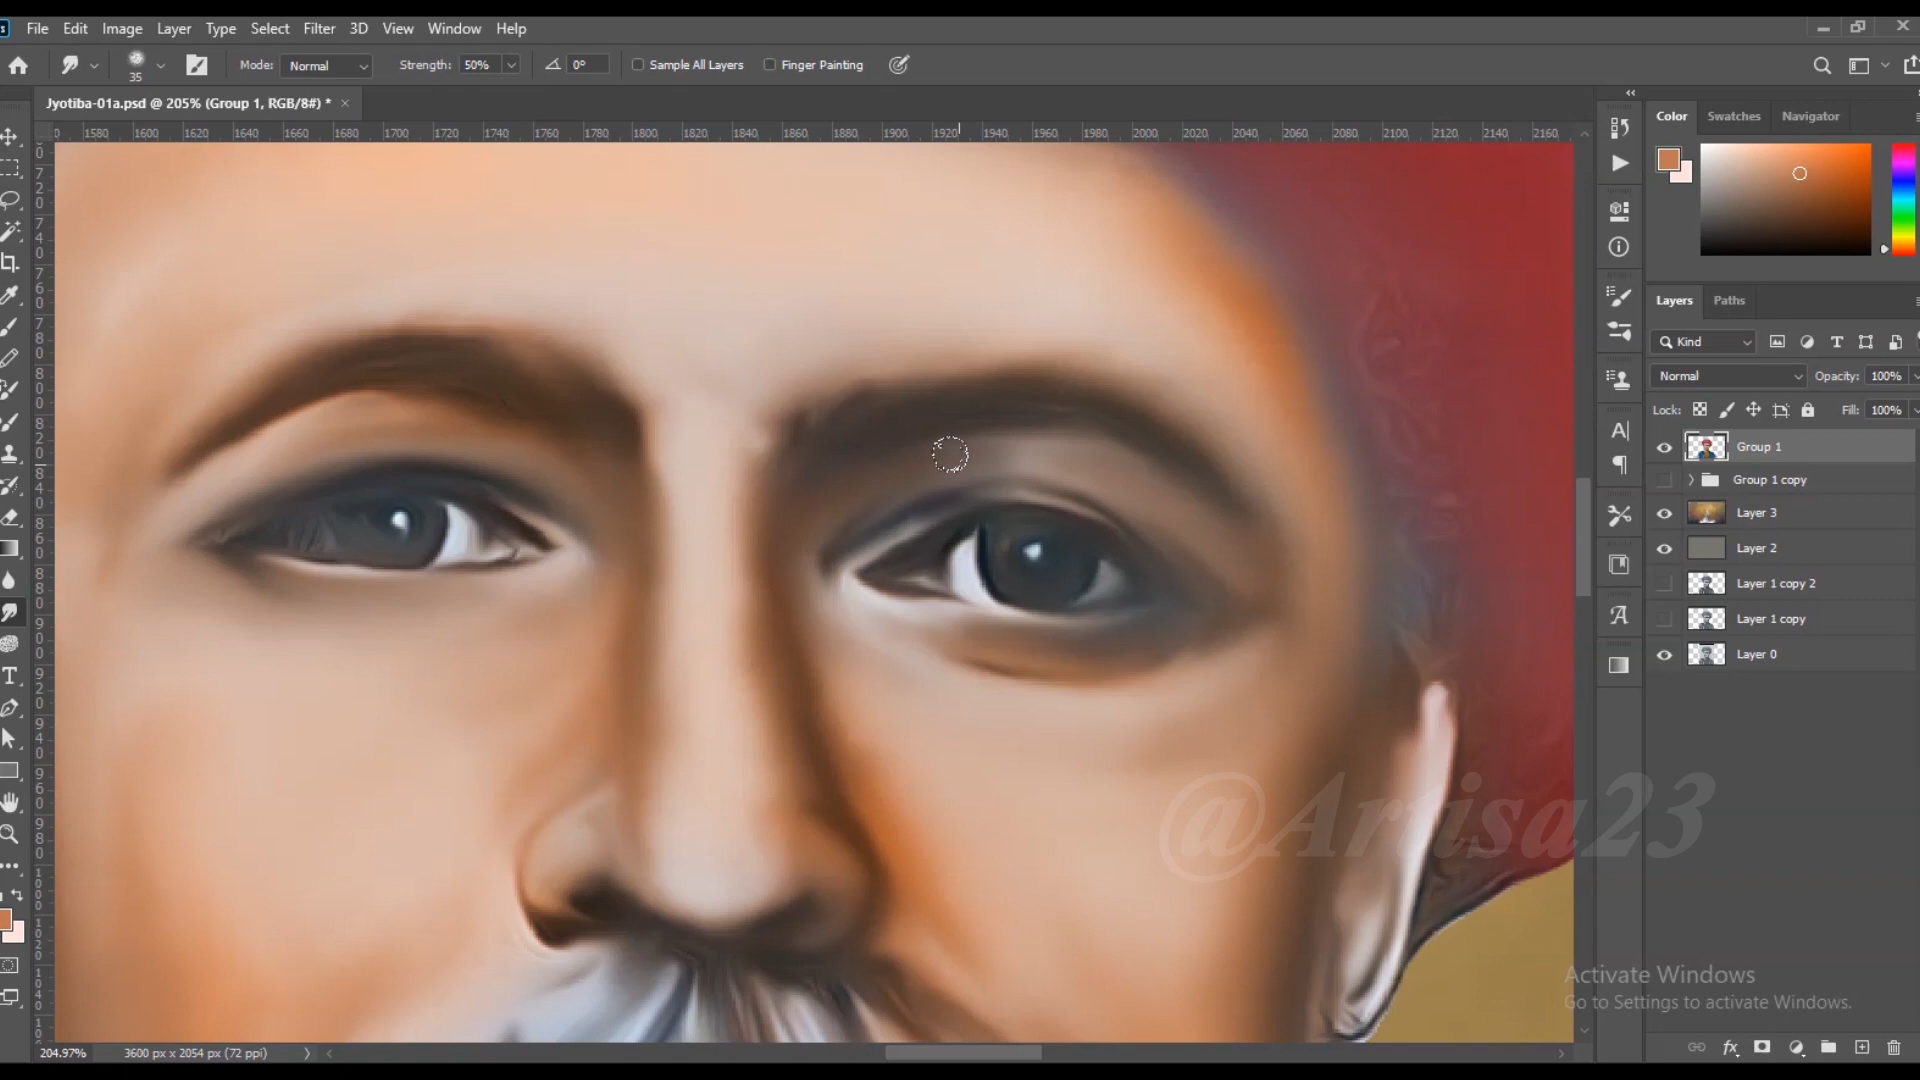 File Edit Image Layer Type Select Filter 3D View Window Help
35 Mode: Normal Strength: 50% 0° Sample All Layers Finger Painting
Jyotiba-01a.psd @ 205% (Group 1, RGB/8#) * ×
1580 1600 1620 1640 1660 1680 1700 1720 1740 1760 1780 1800 1820 1840 1860 1880 1900 1920 1940 1960 1980 2000 2020 2040 2060 2080 2100 2120 2140 2160
Color Swatches Navigator
Layers Paths
Kind
Normal Opacity: 100%
Lock: Fill: 100%
Group 1
Group 1 copy
Layer 3
Layer 2
Layer 1 copy 2
Layer 1 copy
Layer 0
@Artisa23
Activate Windows
Go to Settings to activate Windows.
204.97% 3600 px x 2054 px (72 ppi)